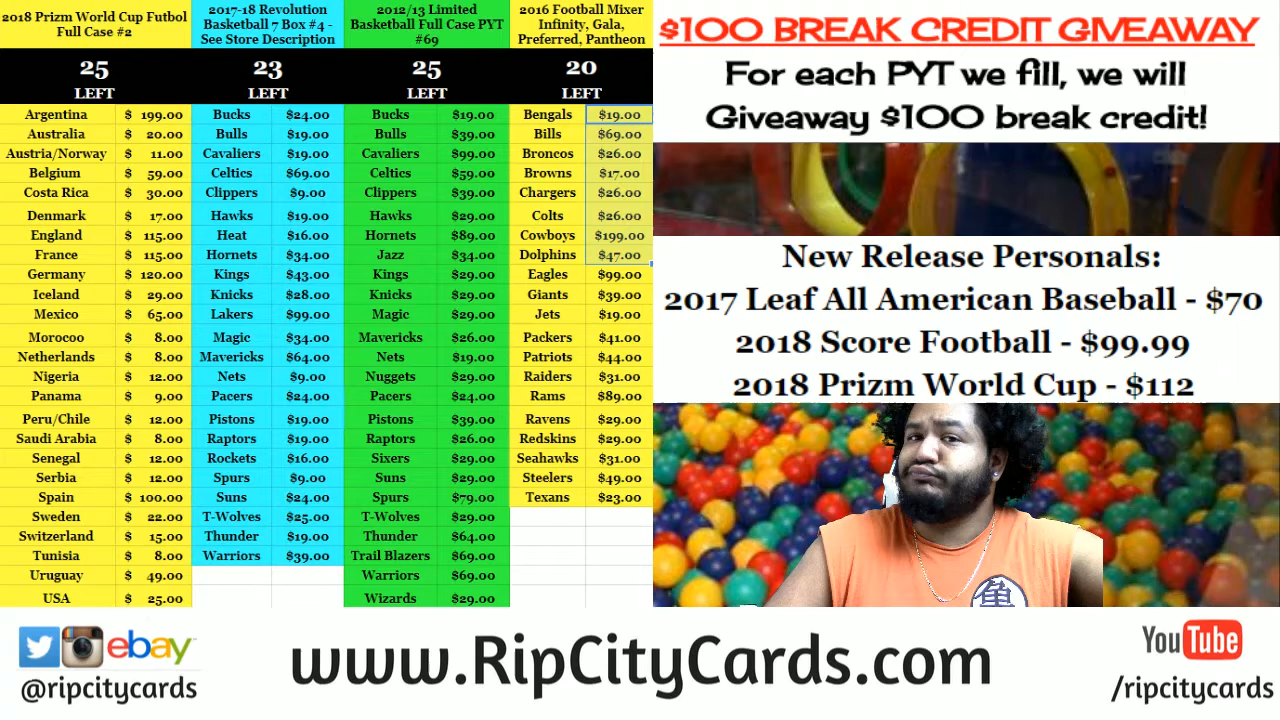 2018 Prizm World Cup Futbol
Full Case #2
25
LEFT
Argentina $ 199.00
Australia $ 20.00
Austria/Norway $ 11.00
Belgium $ 59.00
Costa Rica $ 30.00
Denmark $ 17.00
England $ 115.00
France $ 115.00
Germany $ 120.00
Iceland $ 29.00
Mexico $ 65.00
Morocoo $ 8.00
Netherlands $ 8.00
Nigeria $ 12.00
Panama $ 9.00
Peru/Chile $ 12.00
Saudi Arabia $ 8.00
Senegal $ 12.00
Serbia $ 12.00
Spain $ 100.00
Sweden $ 22.00
Switzerland $ 15.00
Tunisia $ 8.00
Uruguay $ 49.00
USA $ 25.00
2017-18 Revolution
Basketball 7 Box #4 -
See Store Description
23
LEFT
Bucks $24.00
Bulls $34.00
Cavaliers $19.00
Celtics $69.00
Clippers $9.00
Hawks $19.00
Heat $16.00
Hornets $34.00
Kings $43.00
Knicks $28.00
Lakers $99.00
Magic $34.00
Mavericks $64.00
Nets $9.00
Pacers $24.00
Pistons $19.00
Raptors $19.00
Rockets $16.00
Spurs $9.00
Suns $24.00
T-Wolves $25.00
Thunder $19.00
Warriors $39.00
2012/13 Limited
Basketball Full Case PYT
#69
25
LEFT
Bucks $19.00
Bulls $39.00
Cavaliers $99.00
Celtics $59.00
Clippers $39.00
Hawks $29.00
Hornets $89.00
Jazz $34.00
Kings $29.00
Knicks $29.00
Magic $29.00
Mavericks $26.00
Nets $19.00
Nuggets $29.00
Pacers $24.00
Pistons $39.00
Raptors $26.00
Sixers $29.00
Suns $29.00
Spurs $79.00
T-Wolves $29.00
Thunder $64.00
Trail Blazers $69.00
Warriors $69.00
Wizards $29.00
2016 Football Mixer
Infinity, Gala,
Preferred, Pantheon
20
LEFT
Bengals $19.00
Bills $69.00
Broncos $26.00
Browns $17.00
Chargers $26.00
Colts $26.00
Cowboys $199.00
Dolphins $47.00
Eagles $99.00
Giants $39.00
Jets $19.00
Packers $41.00
Patriots $44.00
Raiders $31.00
Rams $89.00
Ravens $29.00
Redskins $29.00
Seahawks $31.00
Steelers $49.00
Texans $23.00
$100 BREAK CREDIT GIVEAWAY
For each PYT we fill, we will
Giveaway $100 break credit!
New Release Personals:
2017 Leaf All American Baseball - $70
2018 Score Football - $99.99
2018 Prizm World Cup - $112
亀
ebay
@ripcitycards
www.RipCityCards.com
YouTube
/ripcitycards